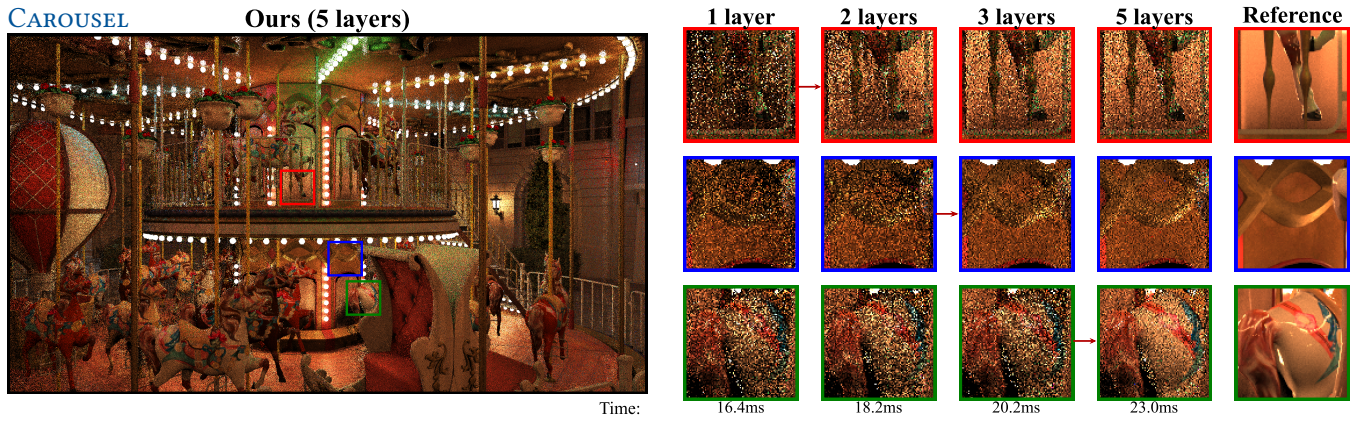 CAROUSEL
Ours (5 layers)
1 layer
2 layers
3 layers
5 layers
Reference
Time:
16.4ms
18.2ms
20.2ms
23.0ms